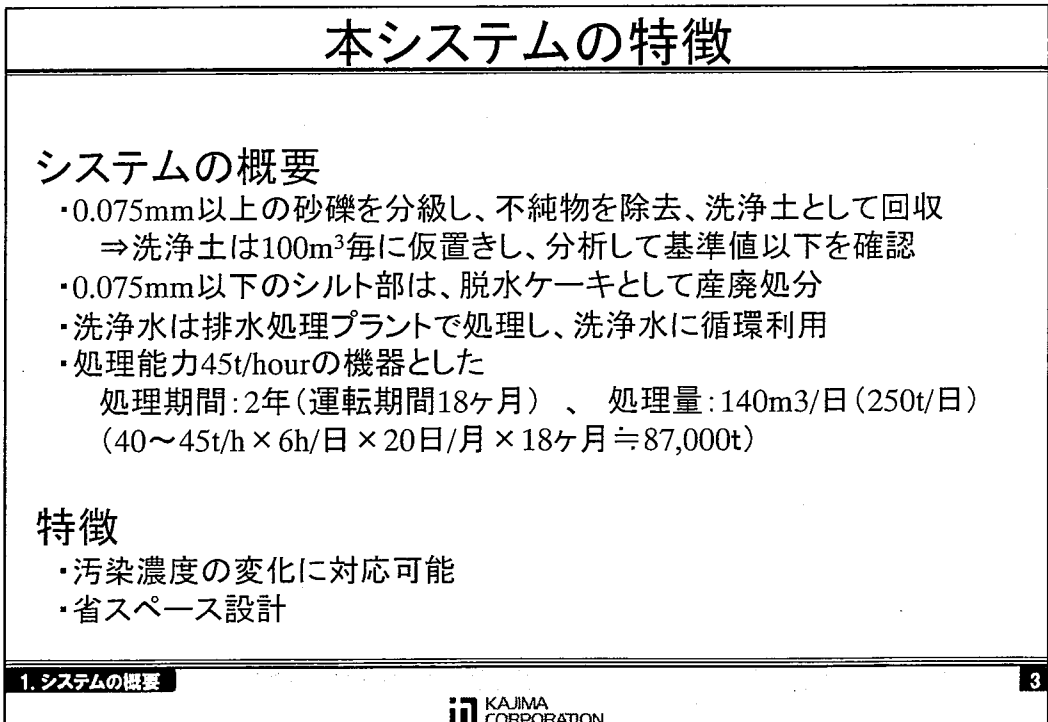 本システムの特徴
システムの概要
・0.075mm以上の砂礫を分級し、不純物を除去、洗浄土として回収
⇒洗浄土は100m³毎に仮置きし、分析して基準値以下を確認
・0.075mm以下のシルト部は、脱水ケーキとして産廃処分
・洗浄水は排水処理プラントで処理し、洗浄水に循環利用
・処理能力45t/hourの機器とした
処理期間:2年(運転期間18ヶ月) 、 処理量:140m3/日(250t/日)
(40～45t/h×6h/日×20日/月×18ヶ月≒87,000t)
特徴
・汚染濃度の変化に対応可能
・省スペース設計
1. システムの概要
3
KAJIMA
CORPORATION